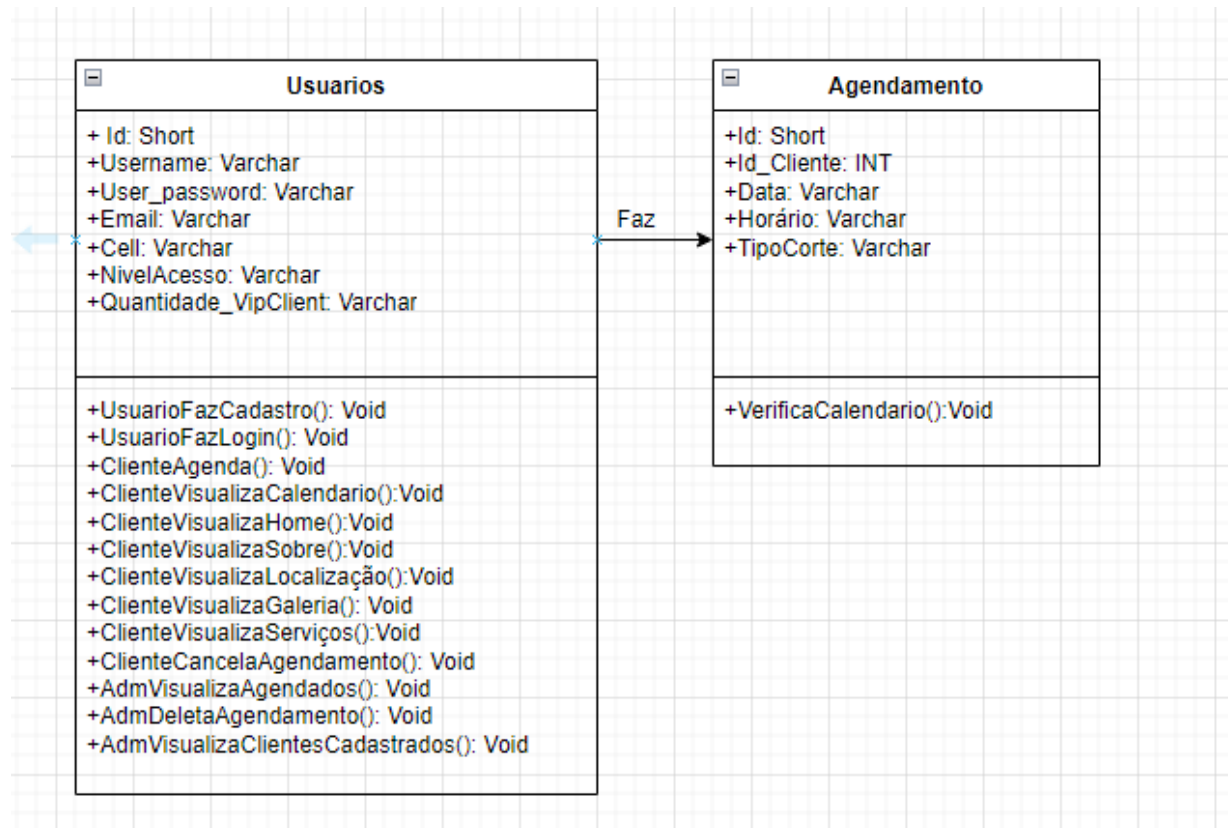 Usuarios
+ Id: Short
+Username: Varchar
+User_password: Varchar
+Email: Varchar
+Cell: Varchar
+NivelAcesso: Varchar
+Quantidade_VipClient: Varchar
+UsuarioFazCadastro(): Void
+UsuarioFazLogin(): Void
+ClienteAgenda(): Void
+ClienteVisualizaCalendario():Void
+ClienteVisualizaHome():Void
+ClienteVisualizaSobre():Void
+ClienteVisualizaLocalização():Void
+ClienteVisualizaGaleria(): Void
+ClienteVisualizaServiços():Void
+ClienteCancelaAgendamento(): Void
+AdmVisualizaAgendados(): Void
+AdmDeletaAgendamento(): Void
+AdmVisualizaClientesCadastrados(): Void
Faz
Agendamento
+Id: Short
+Id_Cliente: INT
+Data: Varchar
+Horário: Varchar
+TipoCorte: Varchar
+VerificaCalendario():Void